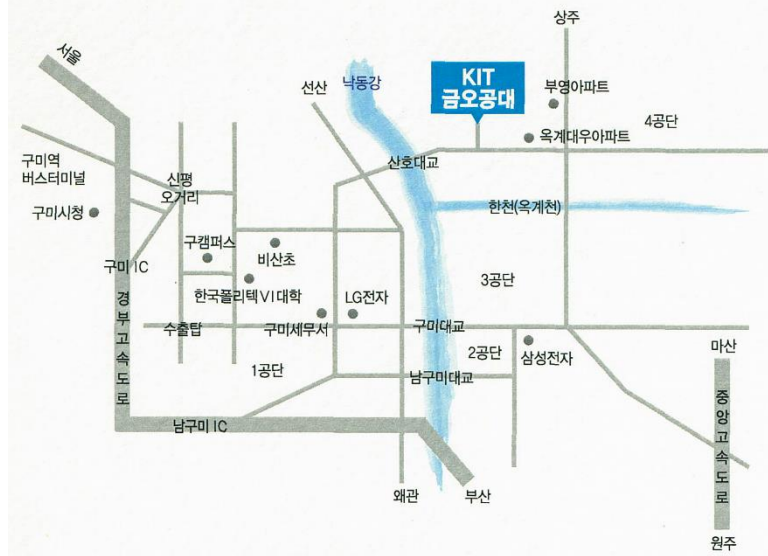 상주
서울
선산
낙동강
KIT
금오공대
부영아파트
4공단
옥계대우아파트
산호대교
구미역
버스터미널
신평
오거리
구미시청
한천(옥계천)
구캠퍼스
비산초
구미 IC
한국폴리텍Ⅵ대학
3공단
LG전자
경부고속도로
수출탑
구미세무서
구미대교
2공단
삼성전자
마산
1공단
남구미대교
중앙고속도로
남구미 IC
왜관
부산
원주